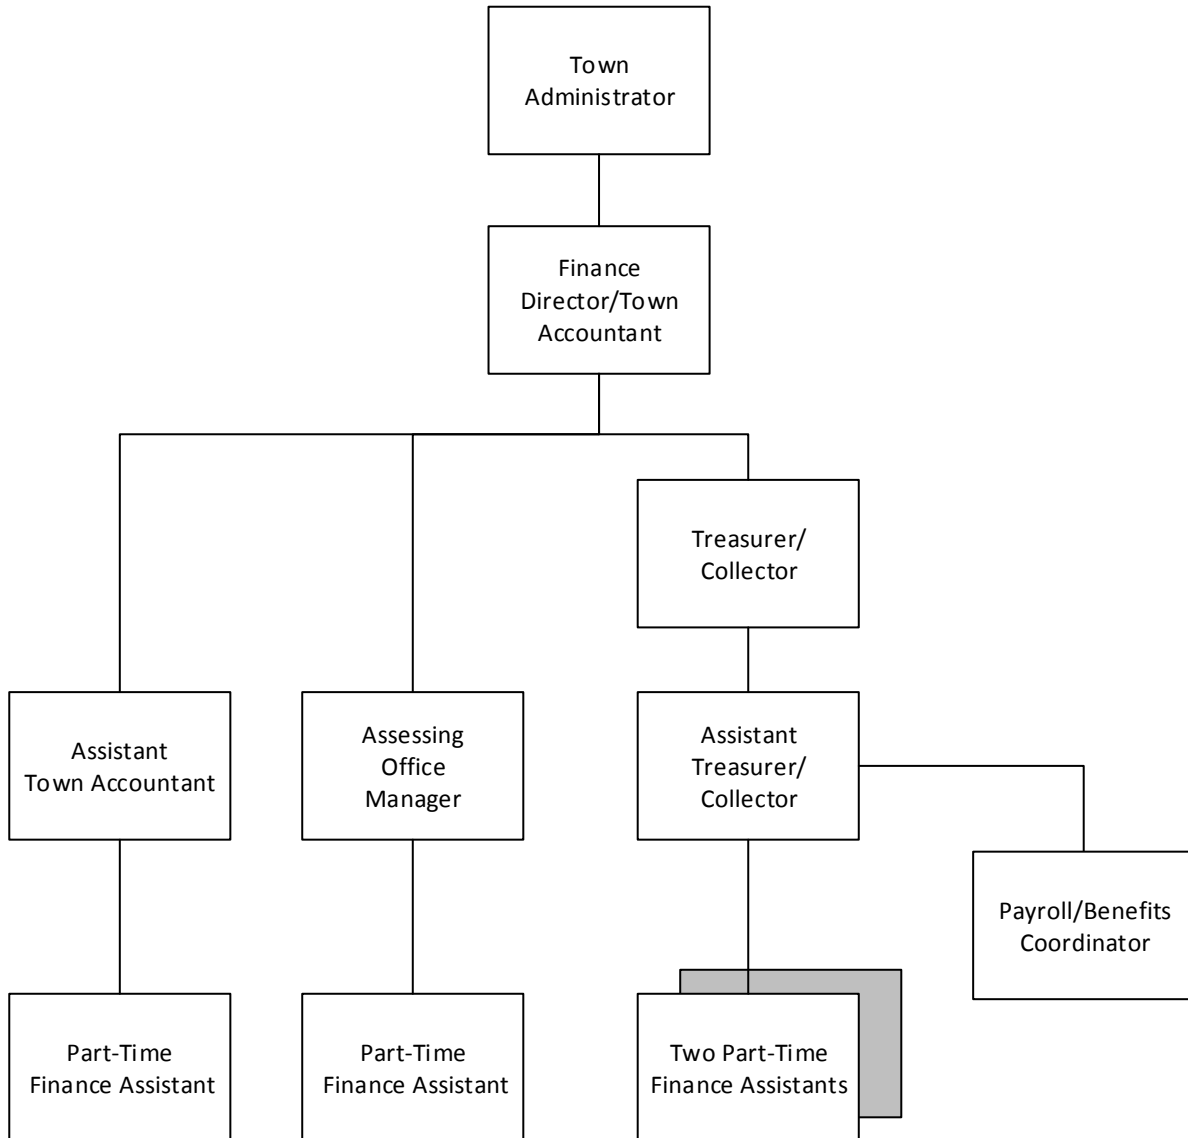 Town
Administrator
Finance
Director/Town
Accountant
Treasurer/
Collector
Assistant
Town Accountant
Assessing
Office
Manager
Assistant
Treasurer/
Collector
Payroll/Benefits
Coordinator
Part-Time
Finance Assistant
Part-Time
Finance Assistant
Two Part-Time
Finance Assistants